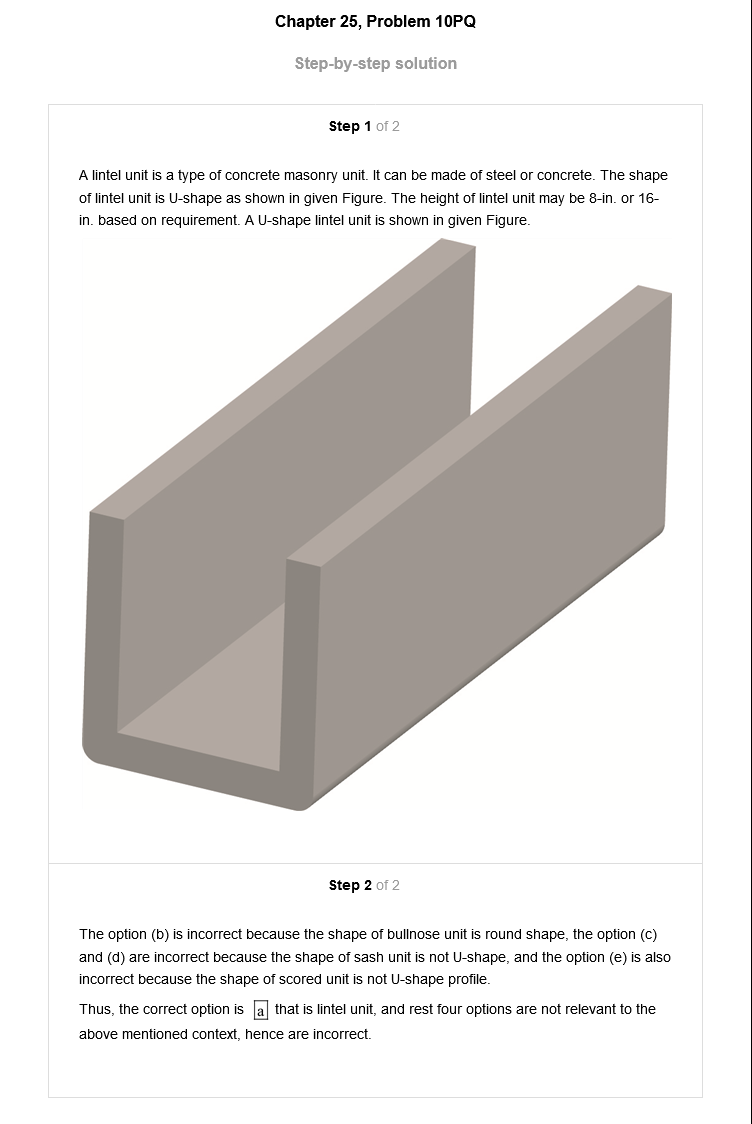 Chapter 25, Problem 10PQ
Step-by-step solution
Step 1 of 2
A lintel unit is a type of concrete masonry unit. It can be made of steel or concrete. The shape
of lintel unit is U-shape as shown in given Figure. The height of lintel unit may be 8-in. or 16-
in. based on requirement. A U-shape lintel unit is shown in given Figure.
Step 2 of 2
The option (b) is incorrect because the shape of bullnose unit is round shape, the option (c)
and (d) are incorrect because the shape of sash unit is not U-shape, and the option (e) is also
incorrect because the shape of scored unit is not U-shape profile.
Thus, the correct option is a that is lintel unit, and rest four options are not relevant to the
above mentioned context, hence are incorrect.